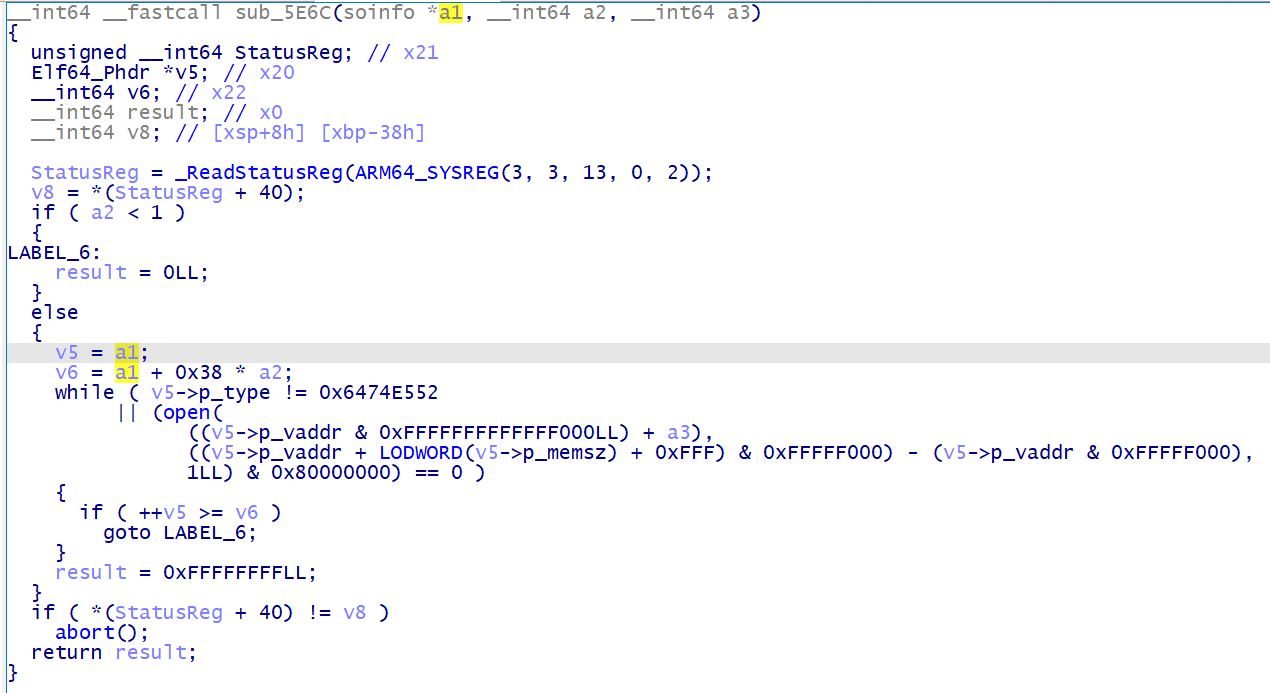 __int64 __fastcall sub_5E6C(soinfo *a1, __int64 a2, __int64 a3)
{
  unsigned __int64 StatusReg; // x21
  Elf64_Phdr *v5; // x20
  __int64 v6; // x22
  __int64 result; // x0
  __int64 v8; // [xsp+8h] [xbp-38h]

  StatusReg = _ReadStatusReg(ARM64_SYSREG(3, 3, 13, 0, 2));
  v8 = *(StatusReg + 40);
  if ( a2 < 1 )
  {
LABEL_6:
    result = 0LL;
  }
  else
  {
    v5 = a1;
    v6 = a1 + 0x38 * a2;
    while ( v5->p_type != 0x6474E552
         || (open(
               ((v5->p_vaddr & 0xFFFFFFFFFFFFF000LL) + a3),
               ((v5->p_vaddr + LODWORD(v5->p_memsz) + 0xFFF) & 0xFFFFF000) - (v5->p_vaddr & 0xFFFFF000),
               1LL) & 0x80000000) == 0 )
    {
      if ( ++v5 >= v6 )
        goto LABEL_6;
    }
    result = 0xFFFFFFFFLL;
  }
  if ( *(StatusReg + 40) != v8 )
    abort();
  return result;
}